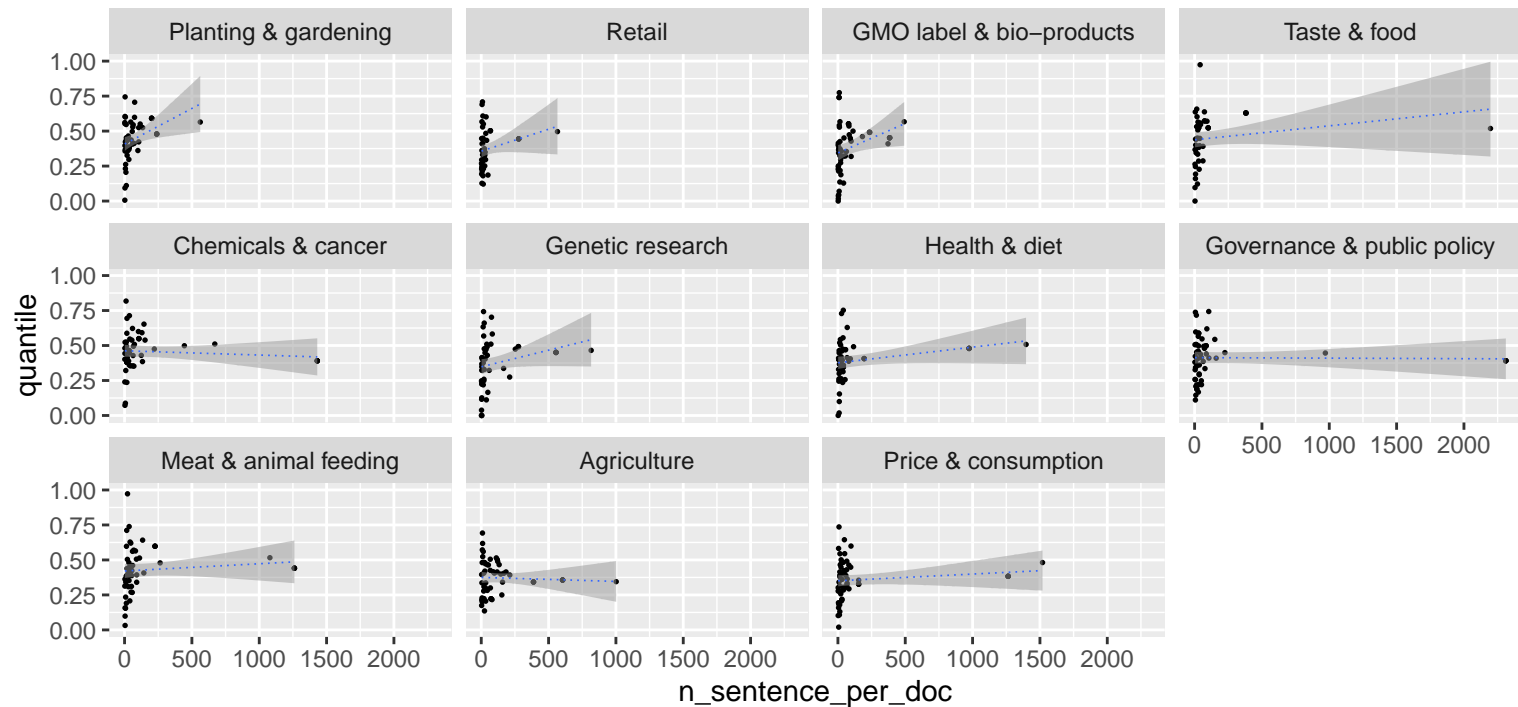 Planting & gardening Retail GMO label & bio−products Taste & food
1.00
0.75
0.50
0.25
0.00
Chemicals & cancer Genetic research Health & diet Governance & public policy
1.00
0.75
0.50
0.25
0.00
quantile
0 500 1000 1500 2000
Meat & animal feeding Agriculture Price & consumption
1.00
0.75
0.50
0.25
0.00
0 500 1000 1500 2000 0 500 1000 1500 2000 0 500 1000 1500 2000
n_sentence_per_doc